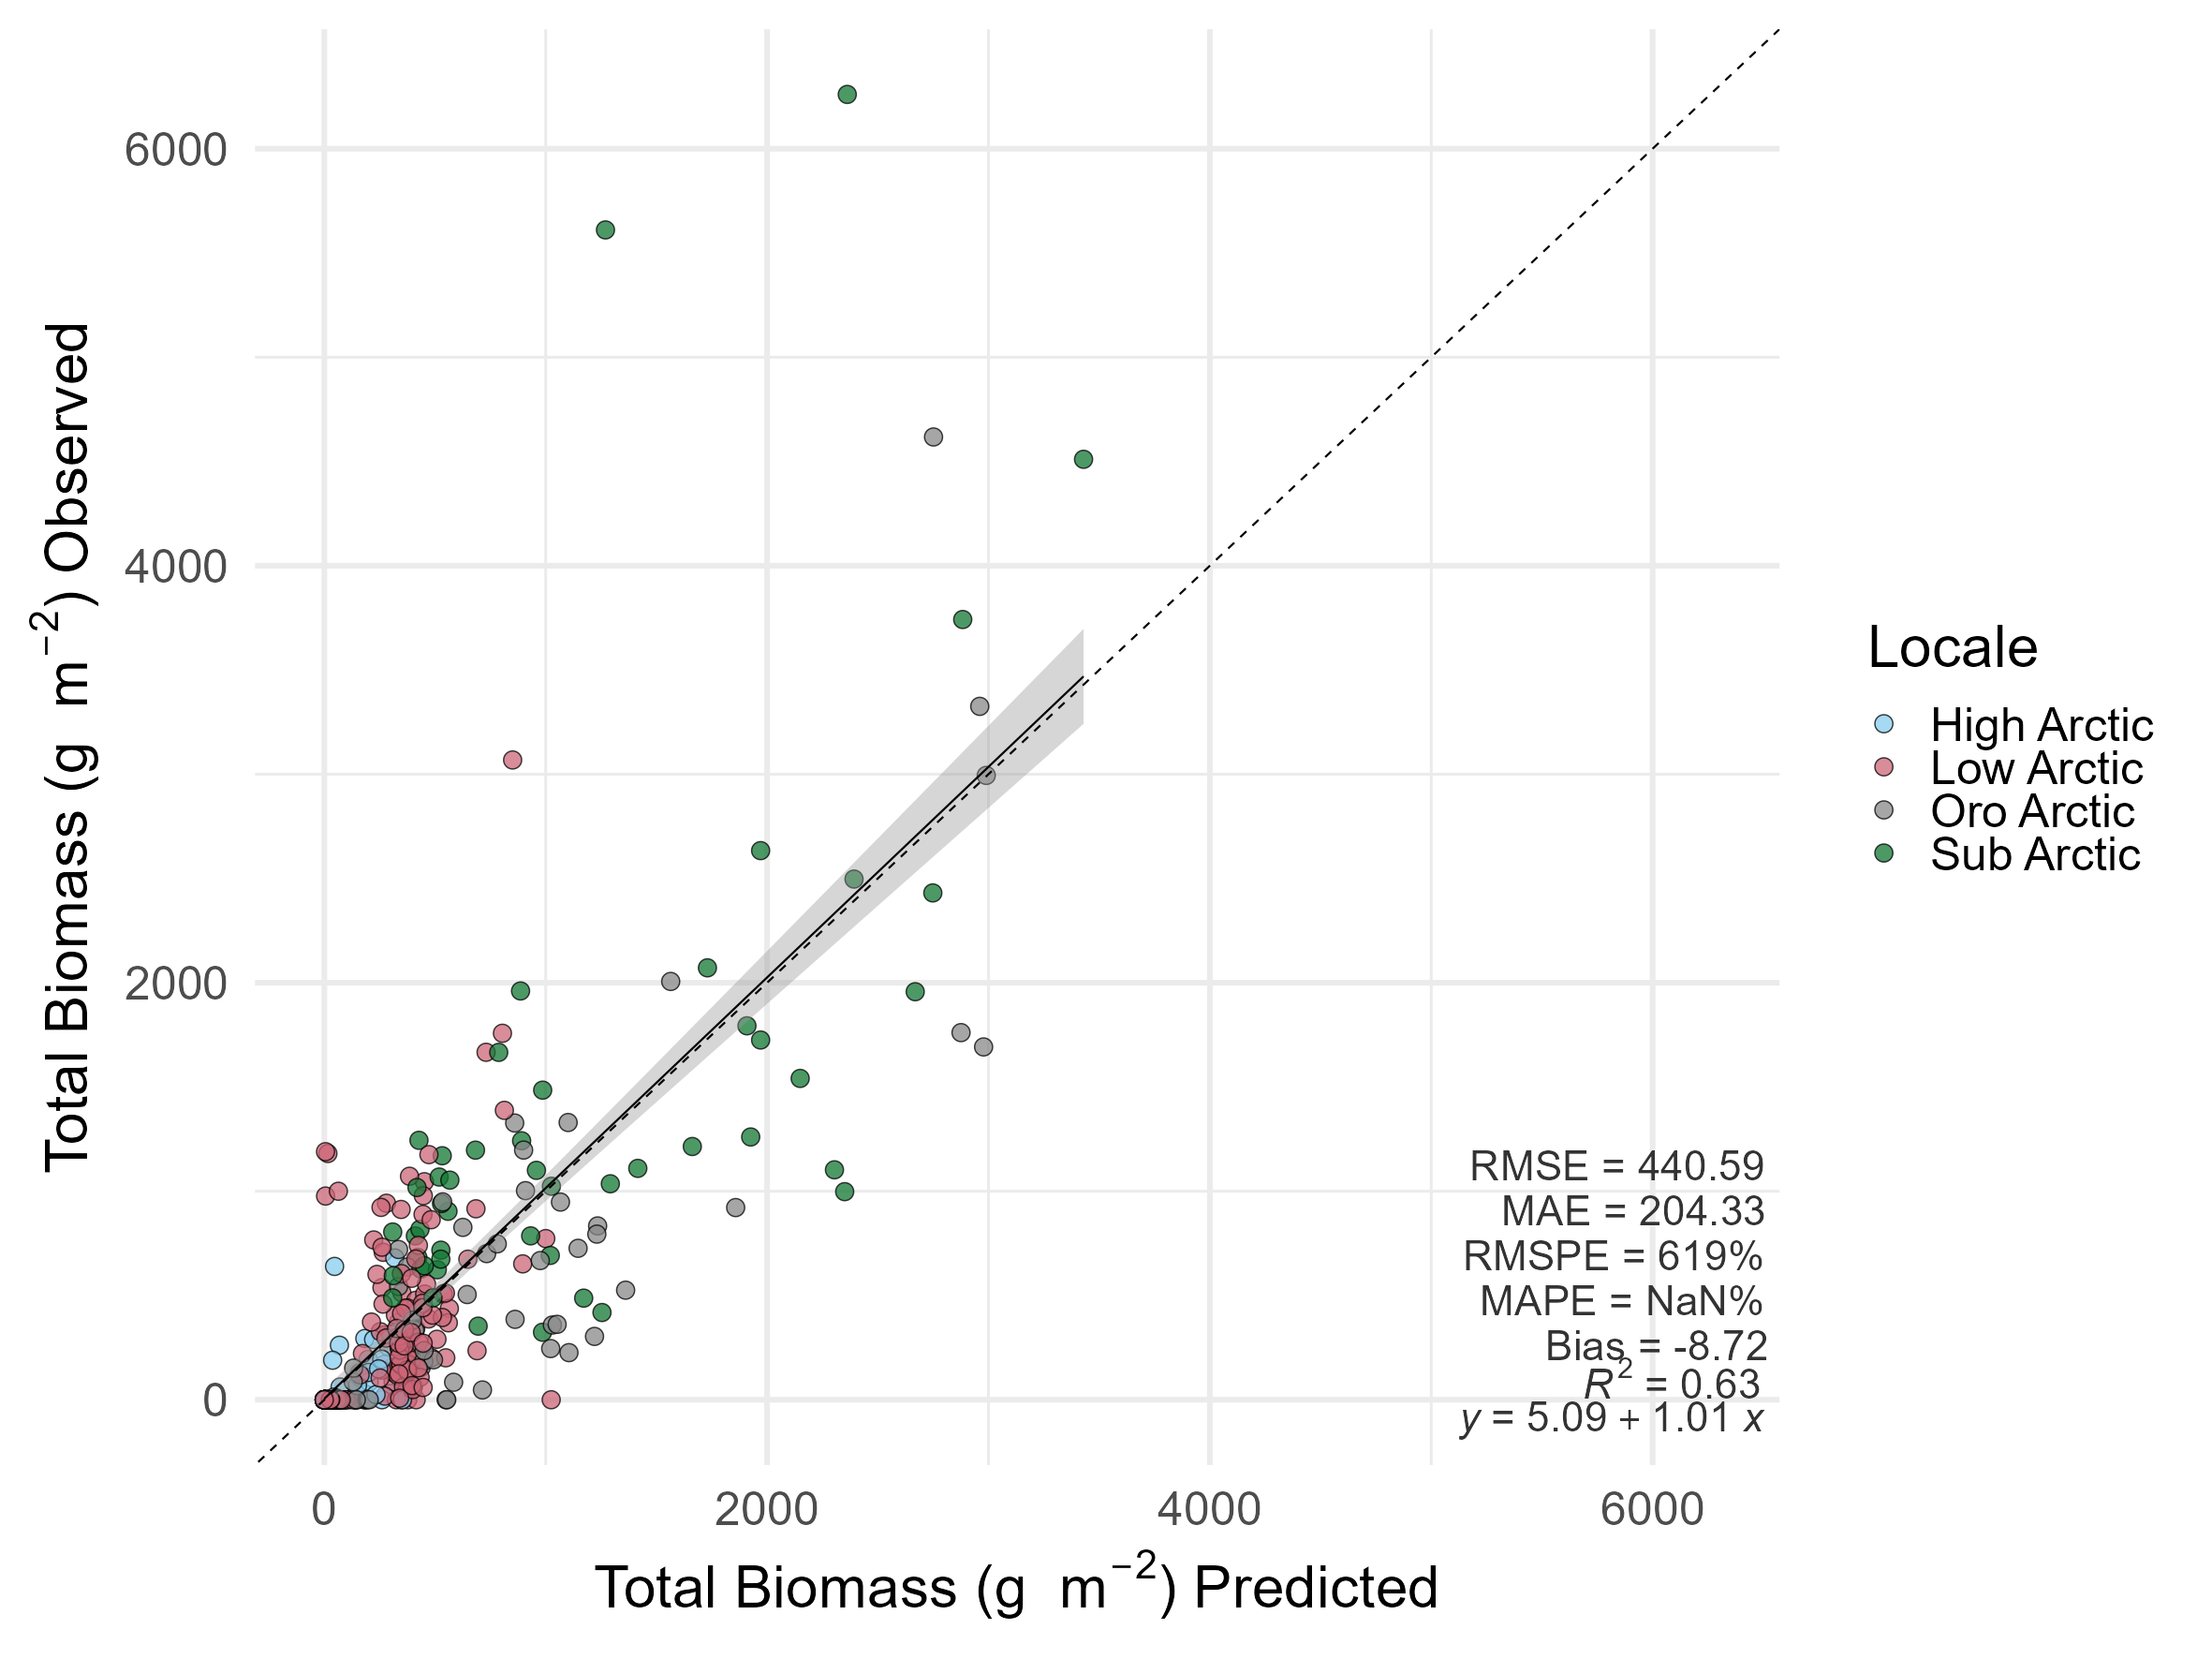 Total Biomass (g m⁻²) Observed
6000
4000
2000
0
0
2000
4000
6000
Total Biomass (g m⁻²) Predicted
RMSE = 440.59
MAE = 204.33
RMSPE = 619%
MAPE = NaN%
Bias = -8.72
R² = 0.63
y = 5.09 + 1.01 x
Locale
High Arctic
Low Arctic
Oro Arctic
Sub Arctic